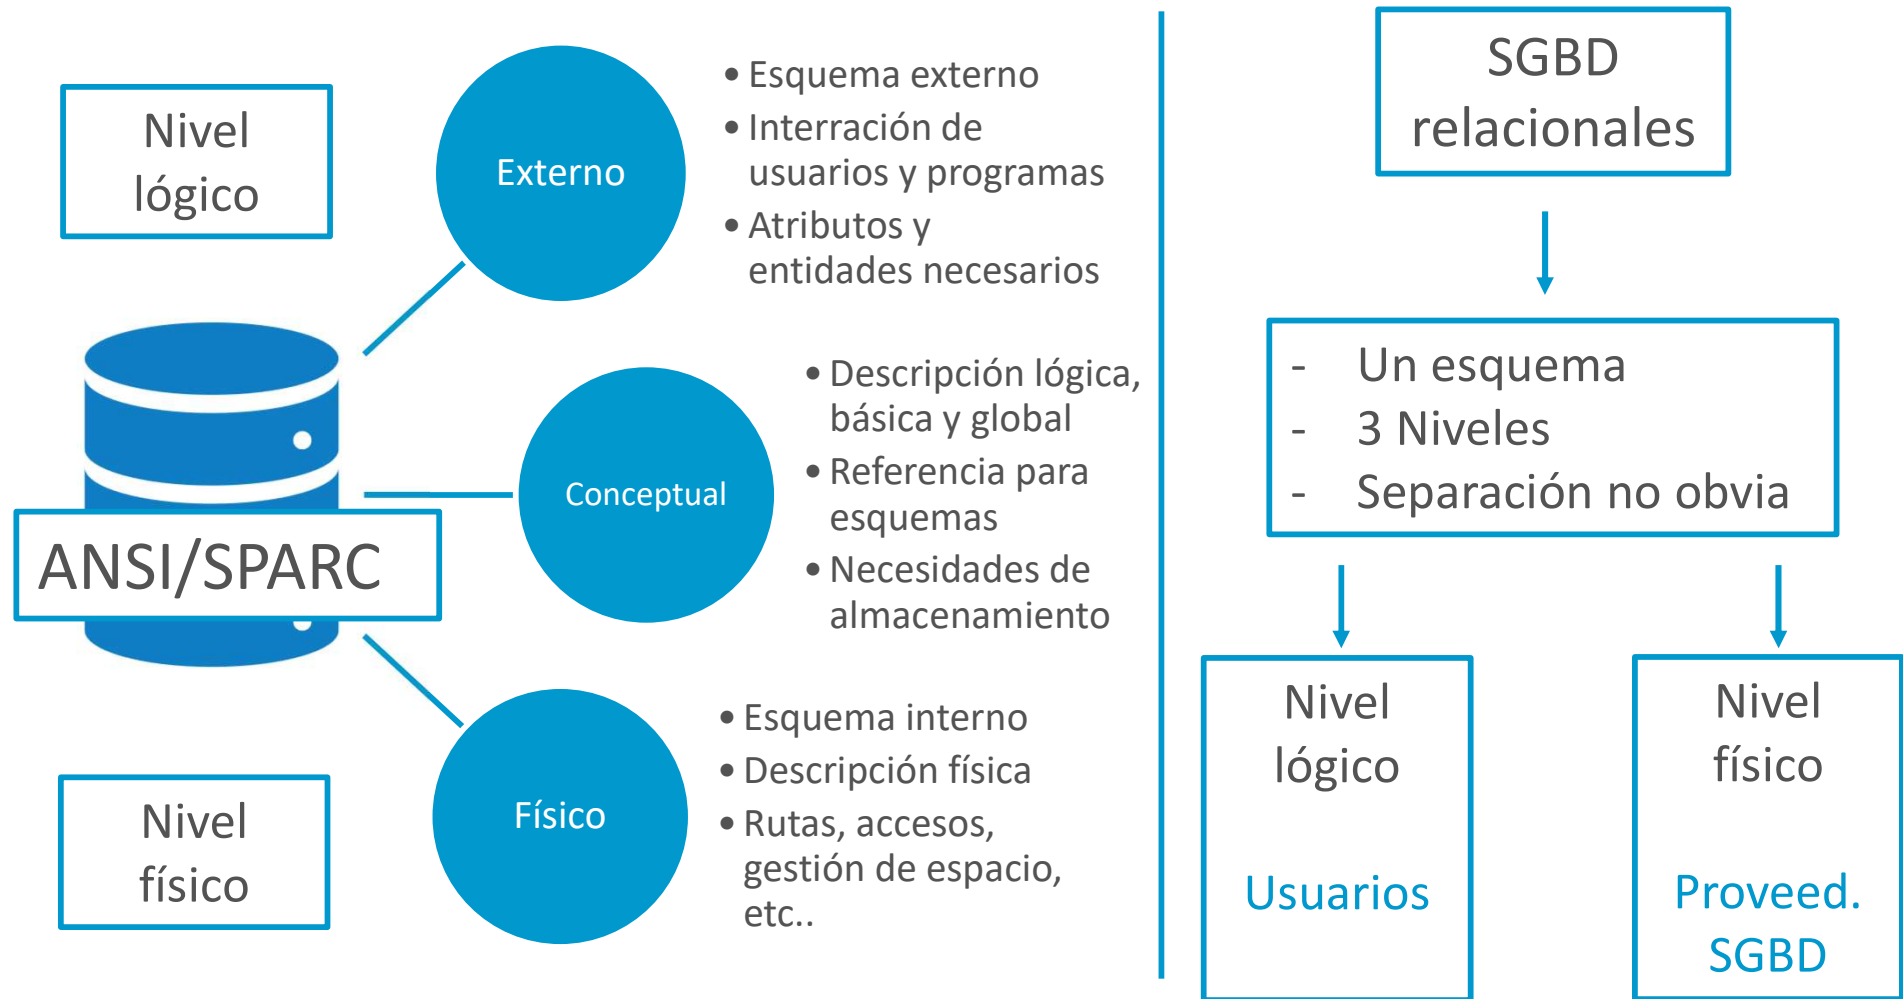 Nivel
lógico
Externo
• Esquema externo
• Interración de
usuarios y programas
• Atributos y
entidades necesarios
ANSI/SPARC
Conceptual
• Descripción lógica,
básica y global
• Referencia para
esquemas
• Necesidades de
almacenamiento
Nivel
físico
Físico
• Esquema interno
• Descripción física
• Rutas, accesos,
gestión de espacio,
etc..
SGBD
relacionales
- Un esquema
- 3 Niveles
- Separación no obvia
Nivel
lógico
Usuarios
Nivel
físico
Proveed.
SGBD